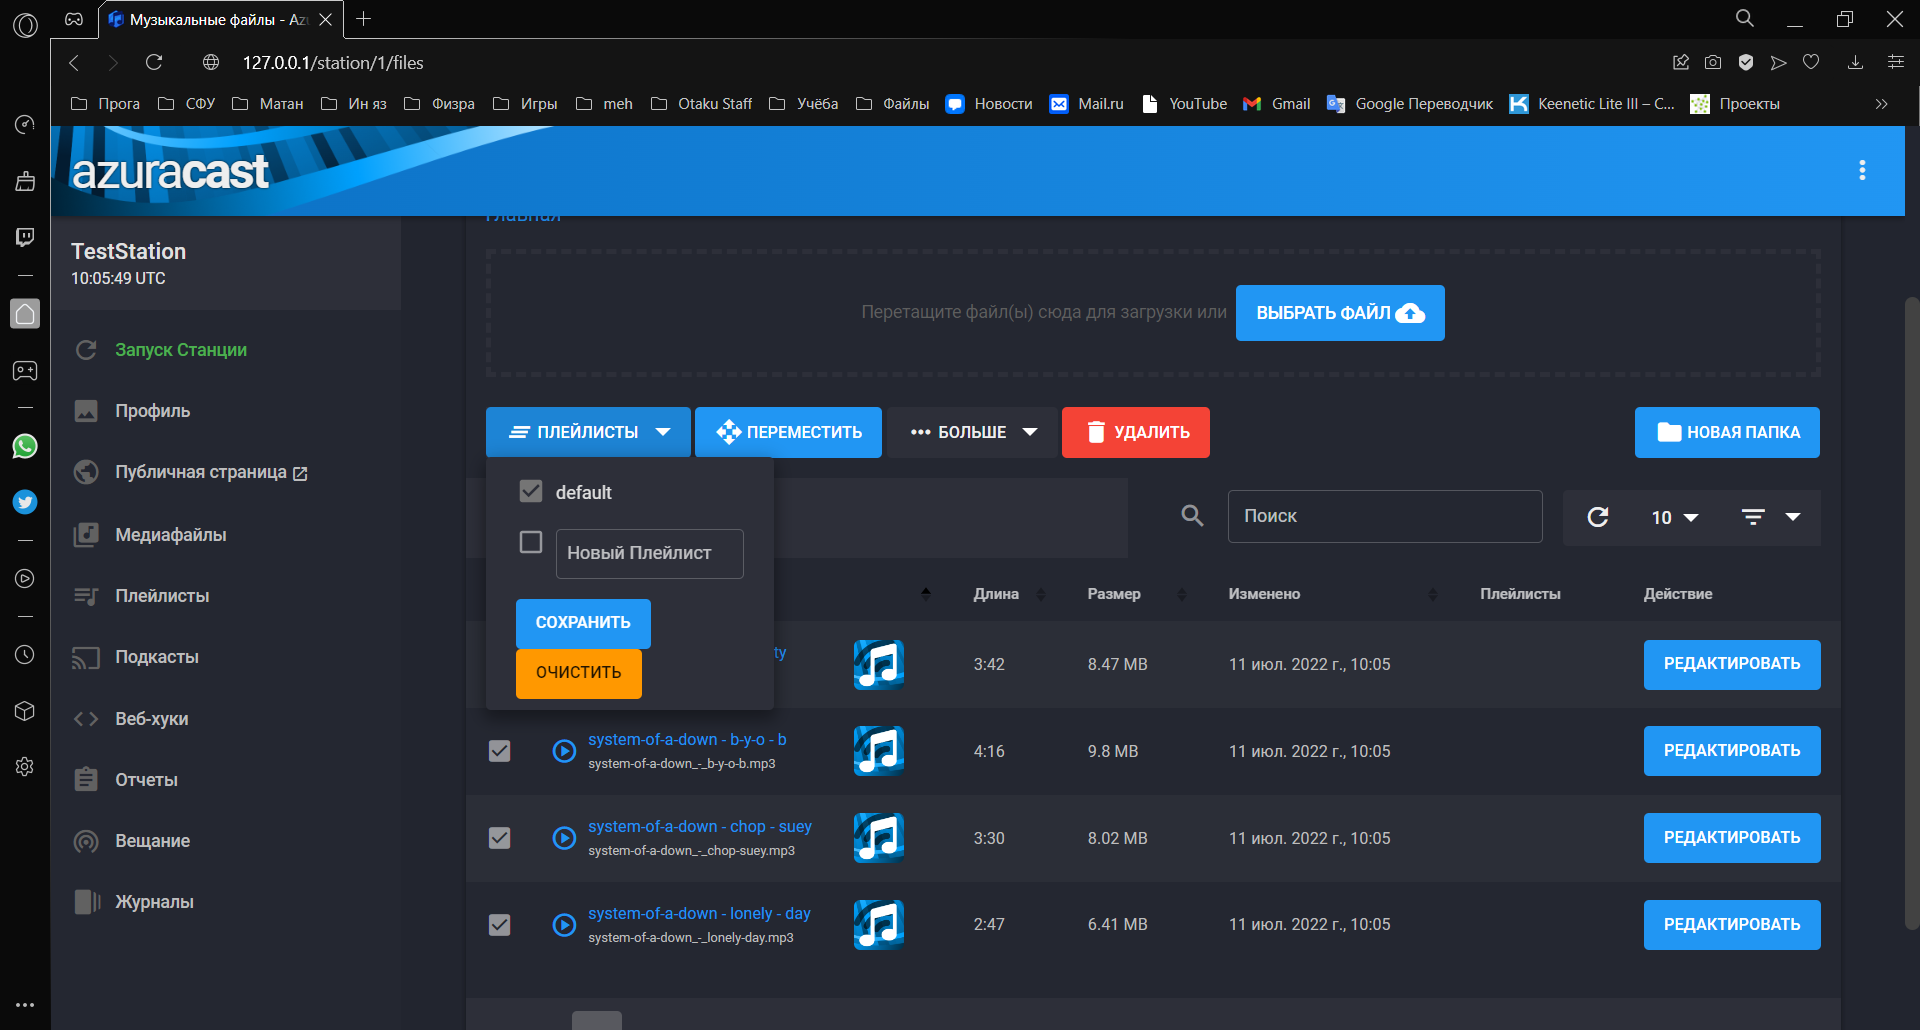 Музыкальные файлы - Az
127.0.0.1/station/1/files
Прога
СФУ
Матан
Ин яз
Физра
Игры
meh
Otaku Staff
Учёба
Файлы
Новости
Mail.ru
YouTube
Gmail
Google Переводчик
Keenetic Lite III – C...
Проекты
azuracast
Главная
TestStation
10:05:49 UTC
Запуск Станции
Профиль
Публичная страница
Медиафайлы
Плейлисты
Подкасты
Веб-хуки
Отчеты
Вещание
Журналы
Перетащите файл(ы) сюда для загрузки или
ВЫБРАТЬ ФАЙЛ
ПЛЕЙЛИСТЫ
ПЕРЕМЕСТИТЬ
БОЛЬШЕ
УДАЛИТЬ
НОВАЯ ПАПКА
default
Новый Плейлист
СОХРАНИТЬ
ОЧИСТИТЬ
Поиск
10
Длина
Размер
Изменено
Плейлисты
Действие
ty
3:42
8.47 MB
11 июл. 2022 г., 10:05
РЕДАКТИРОВАТЬ
system-of-a-down - b-y-o - b
system-of-a-down_-_b-y-o-b.mp3
4:16
9.8 MB
11 июл. 2022 г., 10:05
РЕДАКТИРОВАТЬ
system-of-a-down - chop - suey
system-of-a-down_-_chop-suey.mp3
3:30
8.02 MB
11 июл. 2022 г., 10:05
РЕДАКТИРОВАТЬ
system-of-a-down - lonely - day
system-of-a-down_-_lonely-day.mp3
2:47
6.41 MB
11 июл. 2022 г., 10:05
РЕДАКТИРОВАТЬ